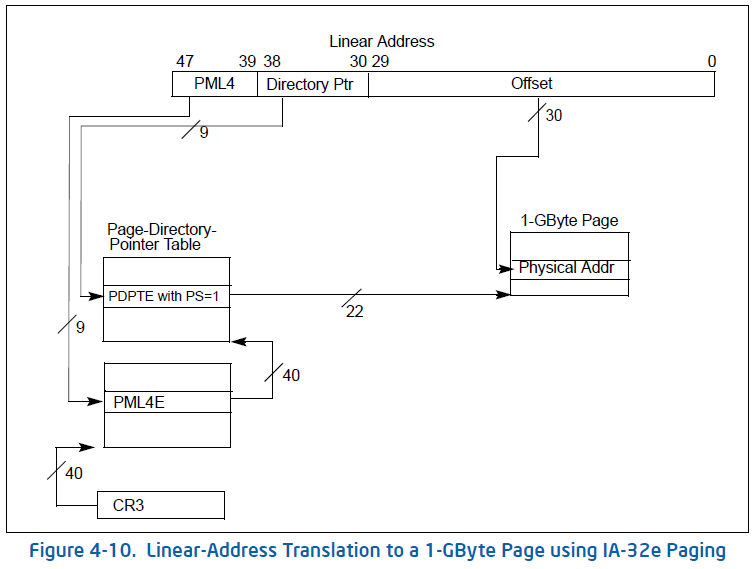 Linear Address
47 39 38 30 29 0
PML4 Directory Ptr Offset
9
30
Page-Directory-
Pointer Table
1-GByte Page
Physical Addr
PDPTE with PS=1
22
9
40
PML4E
40
CR3
Figure 4-10. Linear-Address Translation to a 1-GByte Page using IA-32e Paging